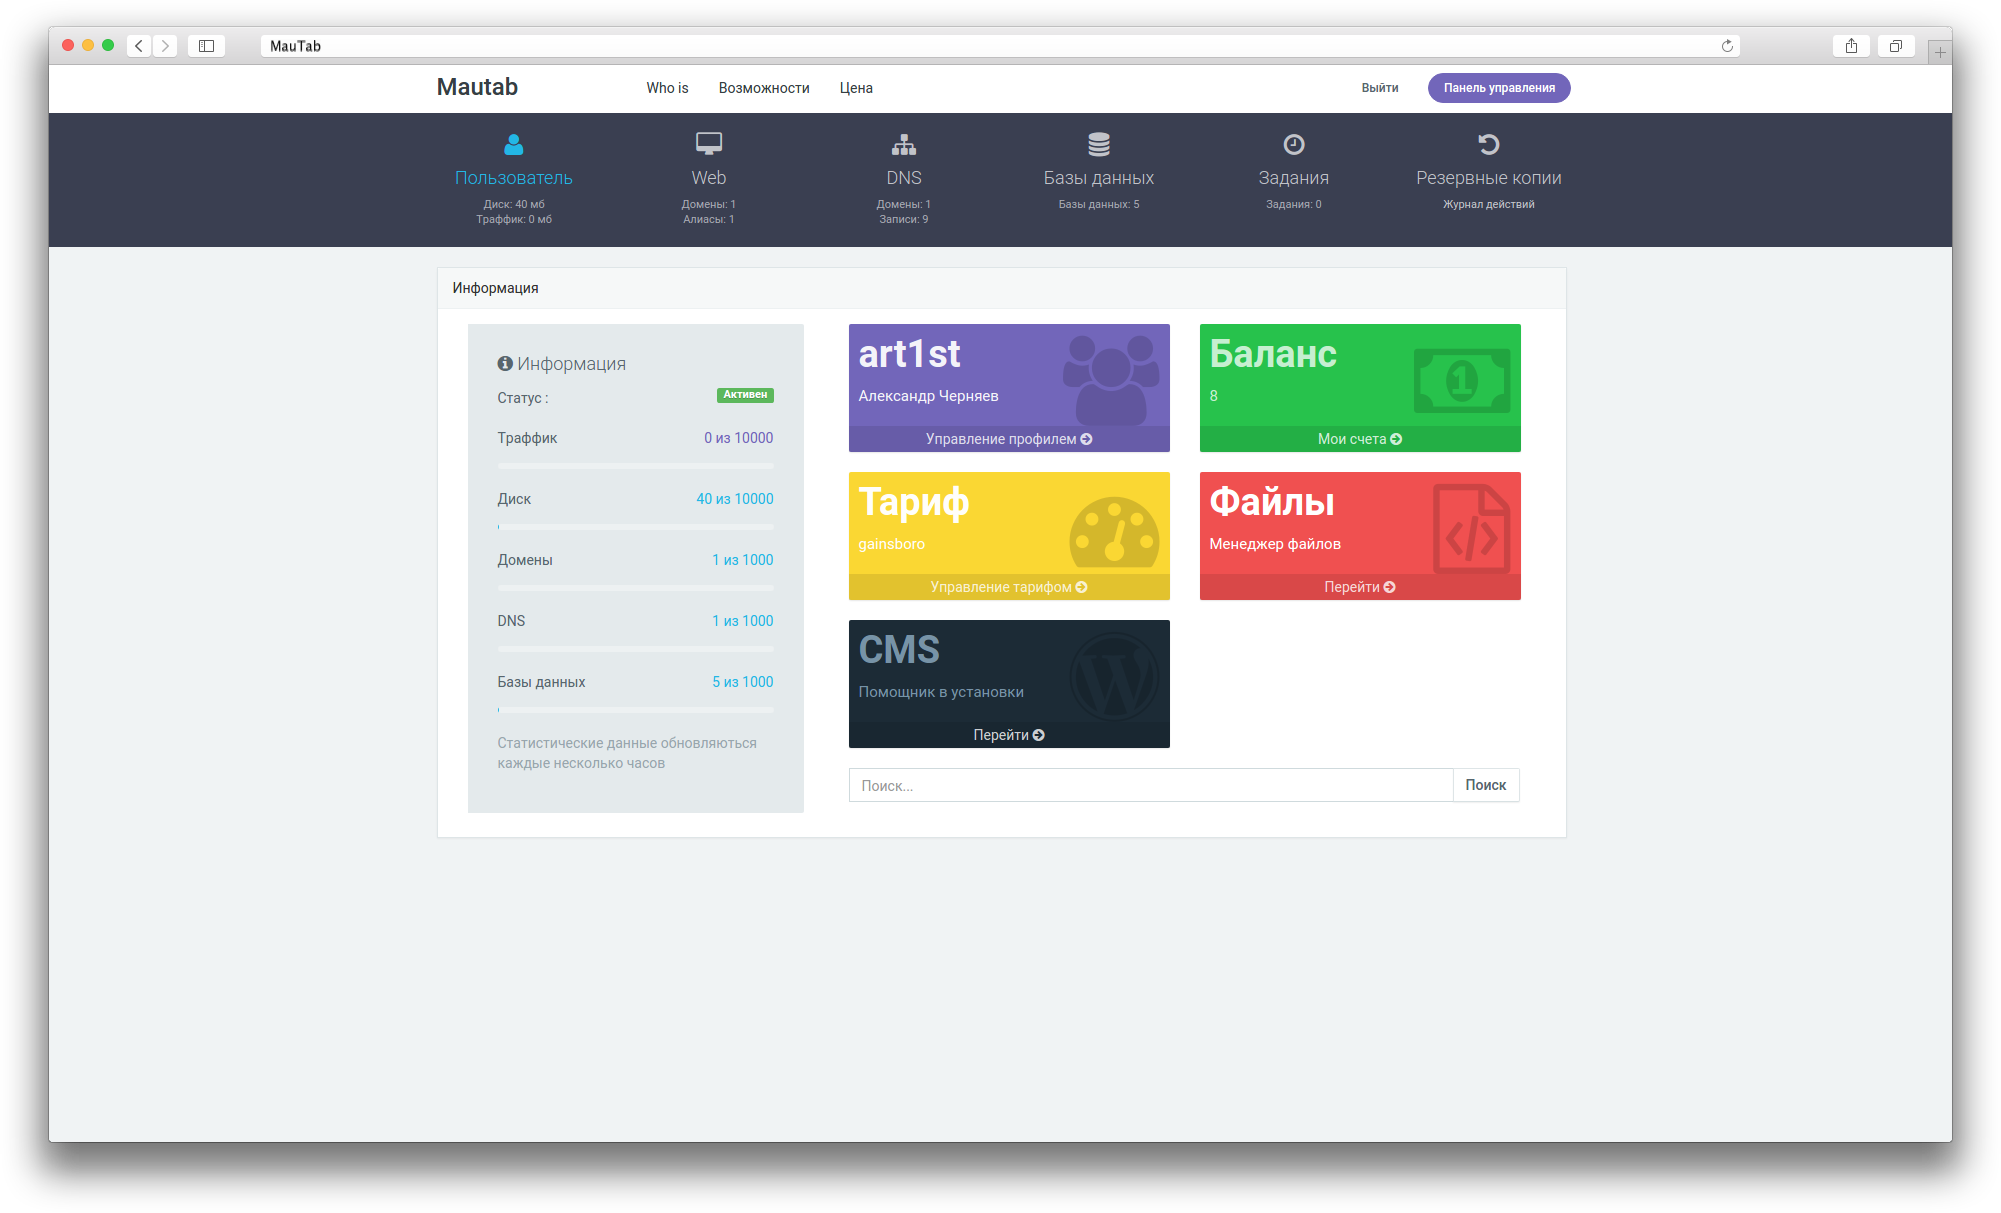 MauTab
Mautab
Who is
Возможности
Цена
Выйти
Панель управления
Пользователь
Диск: 40 мб
Траффик: 0 мб
Web
Домены: 1
Алиасы: 1
DNS
Домены: 1
Записи: 9
Базы данных
Базы данных: 5
Задания
Задания: 0
Резервные копии
Журнал действий
Информация
Информация
Статус :
Активен
Траффик
0 из 10000
Диск
40 из 10000
Домены
1 из 1000
DNS
1 из 1000
Базы данных
5 из 1000
Статистические данные обновляються
каждые несколько часов
art1st
Александр Черняев
Управление профилем
Баланс
8
1
Мои счета
Тариф
gainsboro
Управление тарифом
Файлы
Менеджер файлов
Перейти
CMS
Помощник в установки
Перейти
Поиск...
Поиск